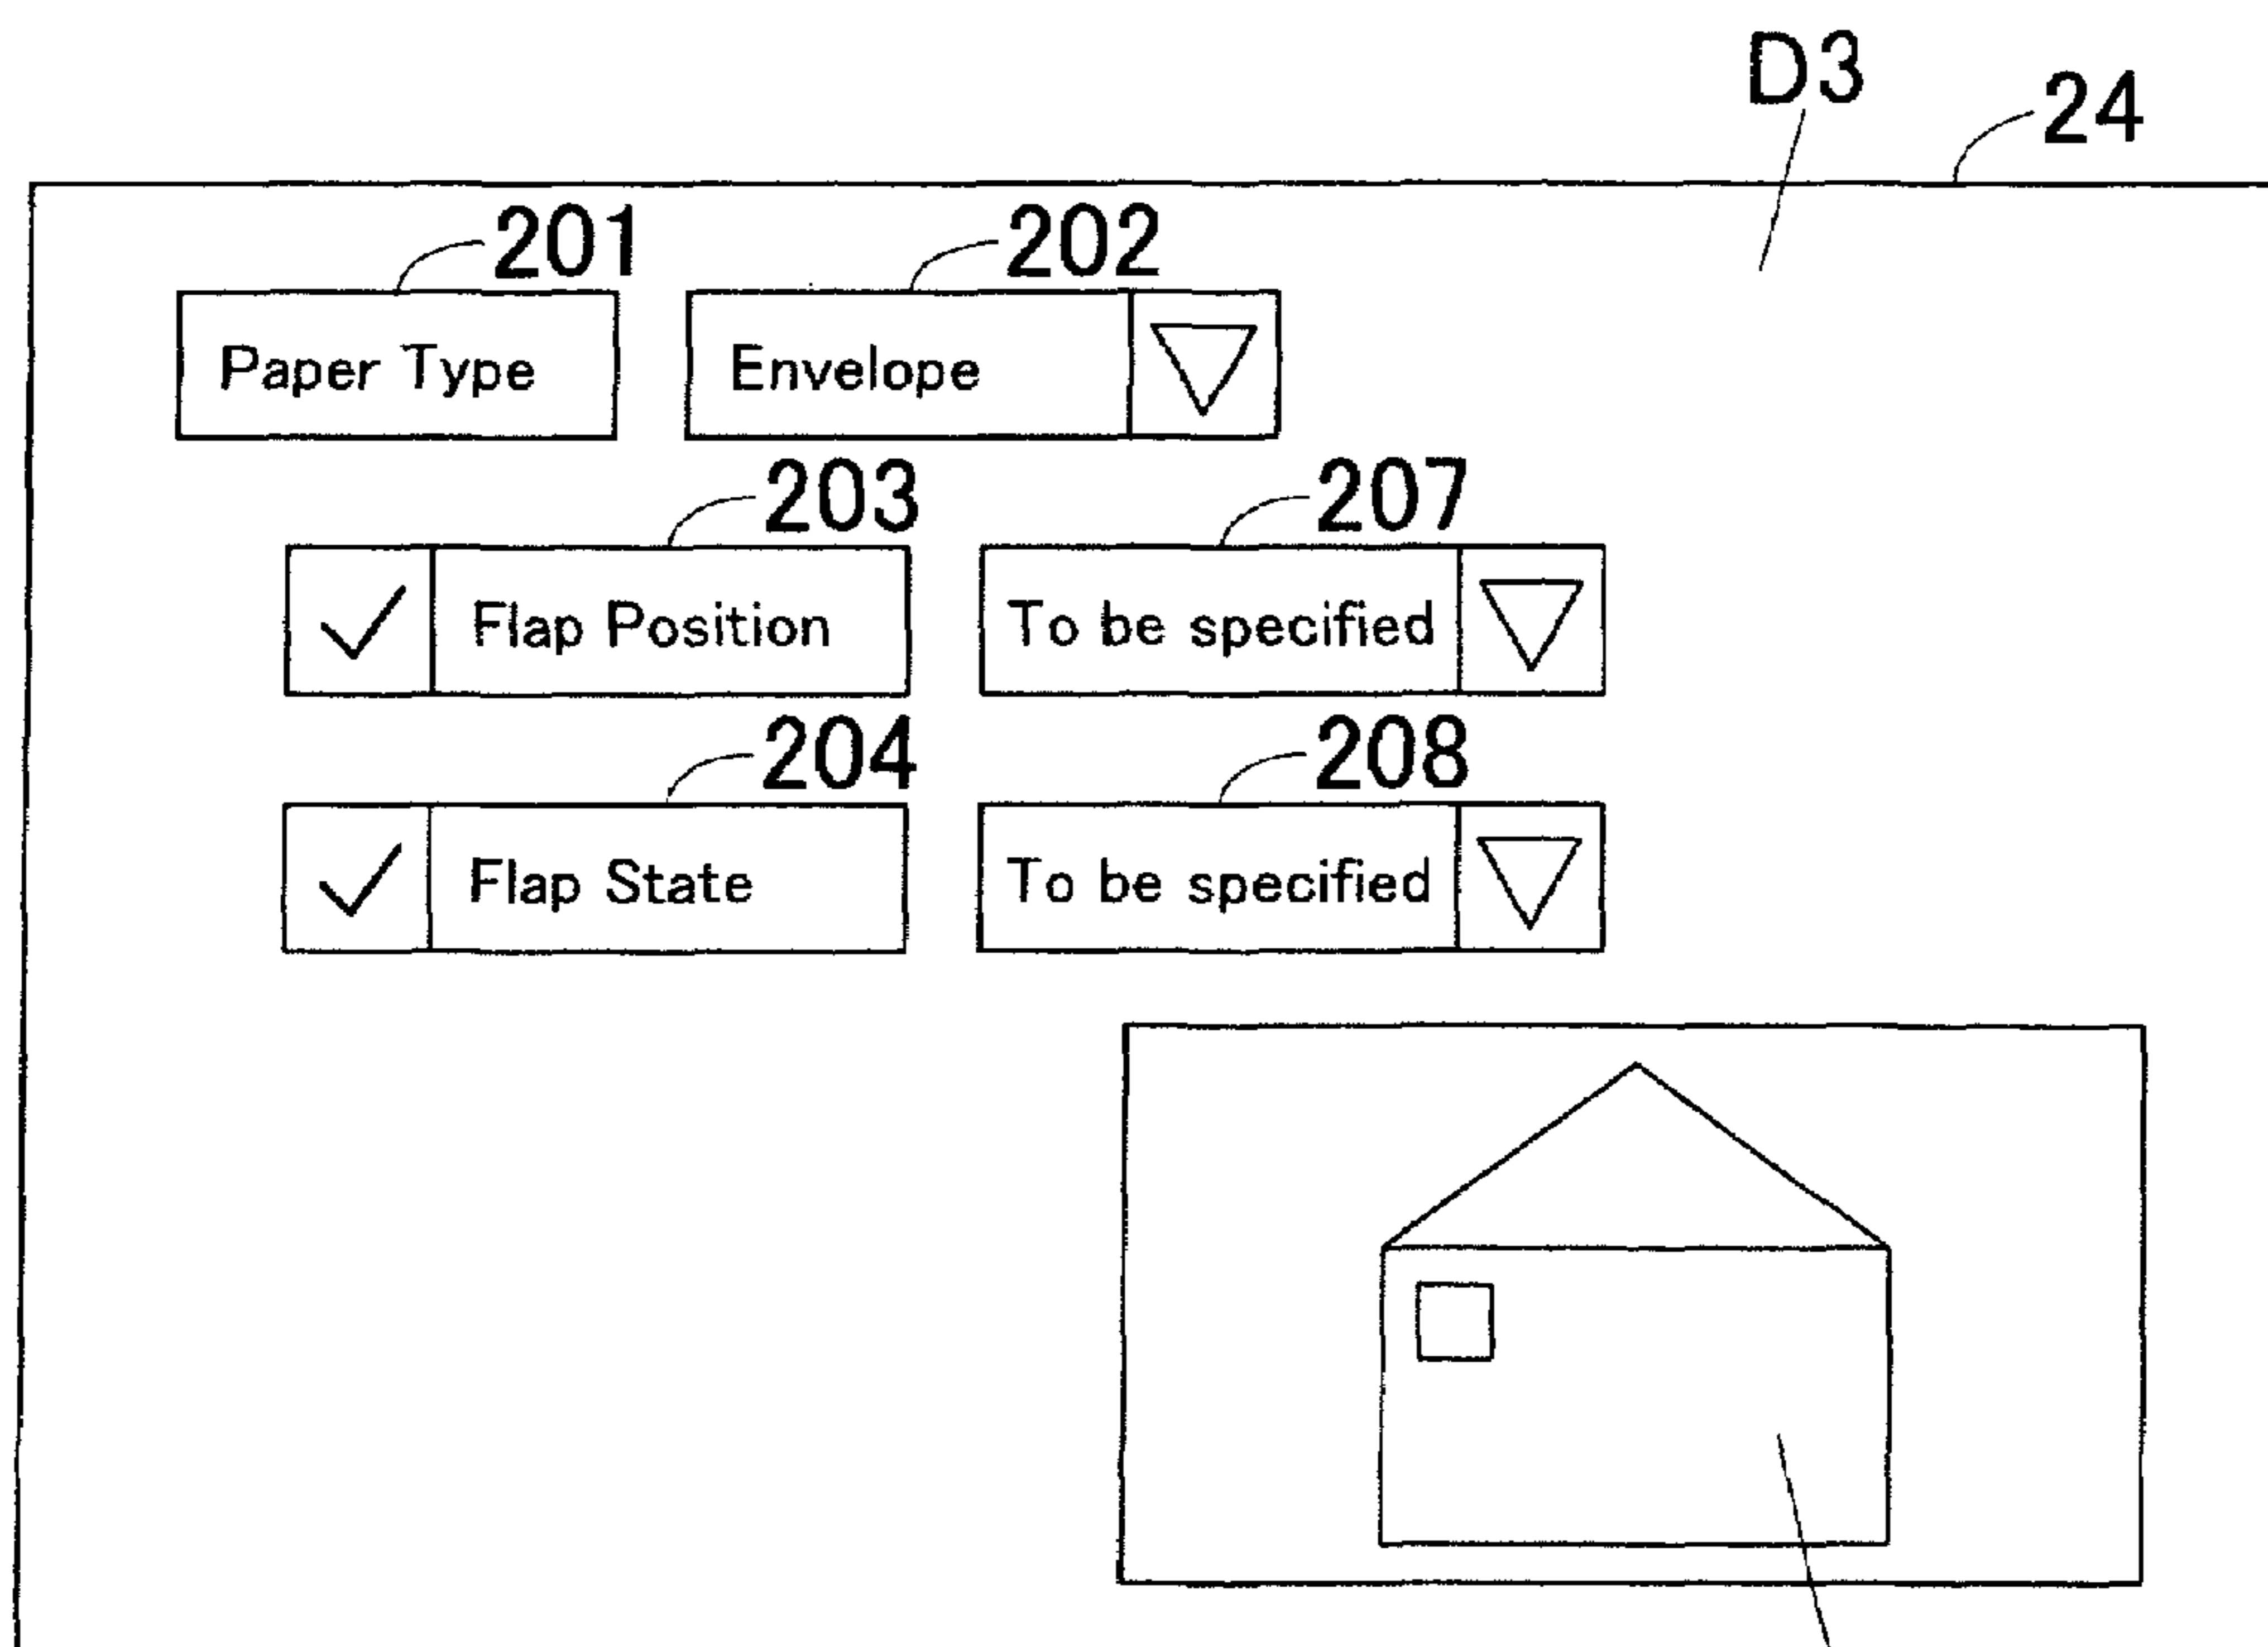 D3
24
201 202
Paper Type Envelope
203 207
Flap Position To be specified
204 208
Flap State To be specified